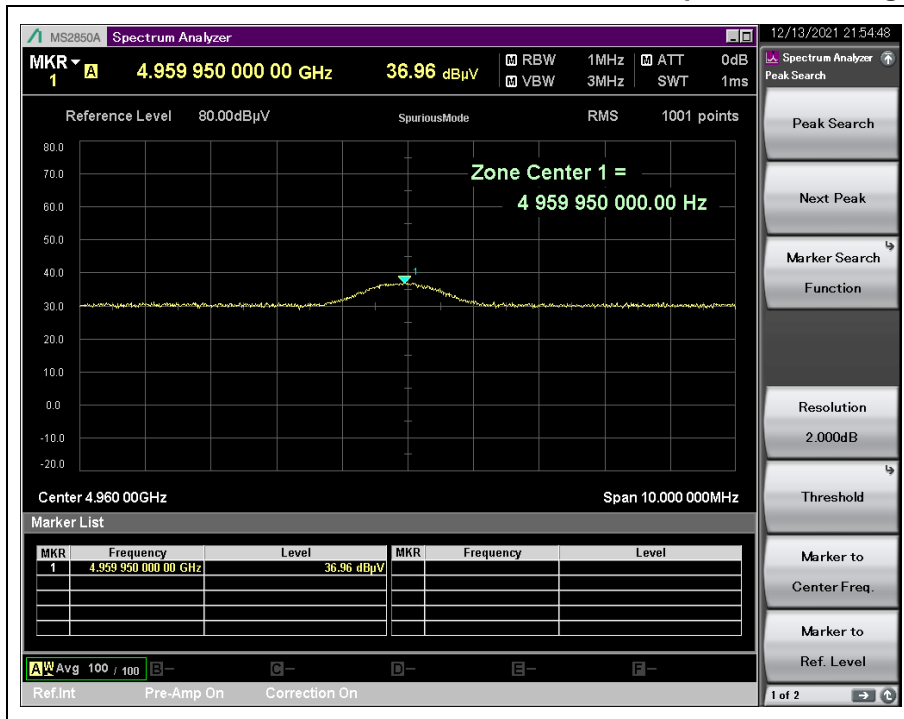 MS2850A Spectrum Analyzer
12/13/2021 21:54:48
MKR 1 A 4.959 950 000 00 GHz 36.96 dBµV
M RBW 1MHz M ATT 0dB
M VBW 3MHz SWT 1ms
Spectrum Analyzer
Peak Search
Reference Level 80.00dBµV SpuriousMode RMS 1001 points
80.0
70.0
60.0
50.0
40.0
30.0
20.0
10.0
0.0
-10.0
-20.0
Zone Center 1 =
4 959 950 000.00 Hz
1
Center 4.960 00GHz Span 10.000 000MHz
Marker List
MKR Frequency Level MKR Frequency Level
1 4.959 950 000 00 GHz 36.96 dBµV
A W Avg 100 / 100 B- C- D- E- F-
Ref.Int Pre-Amp On Correction On
Peak Search
Next Peak
Marker Search
Function
Resolution
2.000dB
Threshold
Marker to
Center Freq.
Marker to
Ref. Level
1 of 2